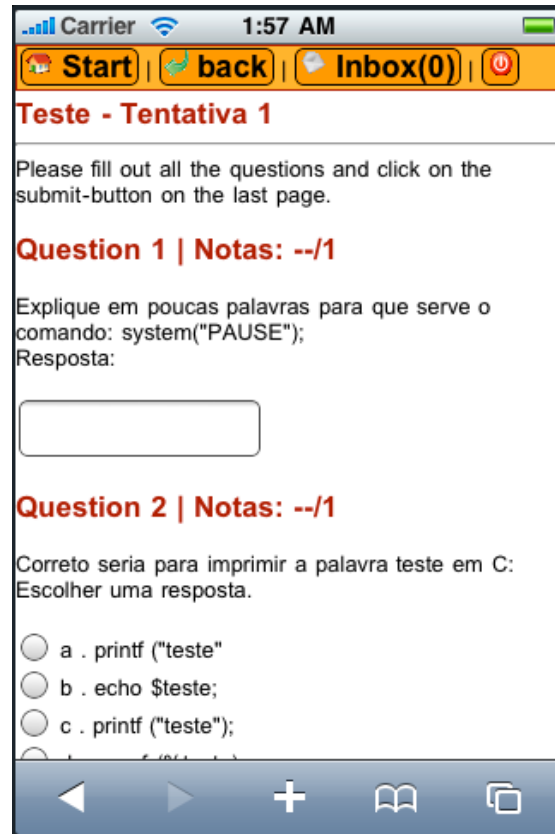 Carrier 1:57 AM
Start | back | Inbox(0) |
Teste - Tentativa 1
Please fill out all the questions and click on the
submit-button on the last page.
Question 1 | Notas: --/1
Explique em poucas palavras para que serve o
comando: system("PAUSE");
Resposta:
Question 2 | Notas: --/1
Correto seria para imprimir a palavra teste em C:
Escolher uma resposta.
a . printf ("teste"
b . echo $teste;
c . printf ("teste");